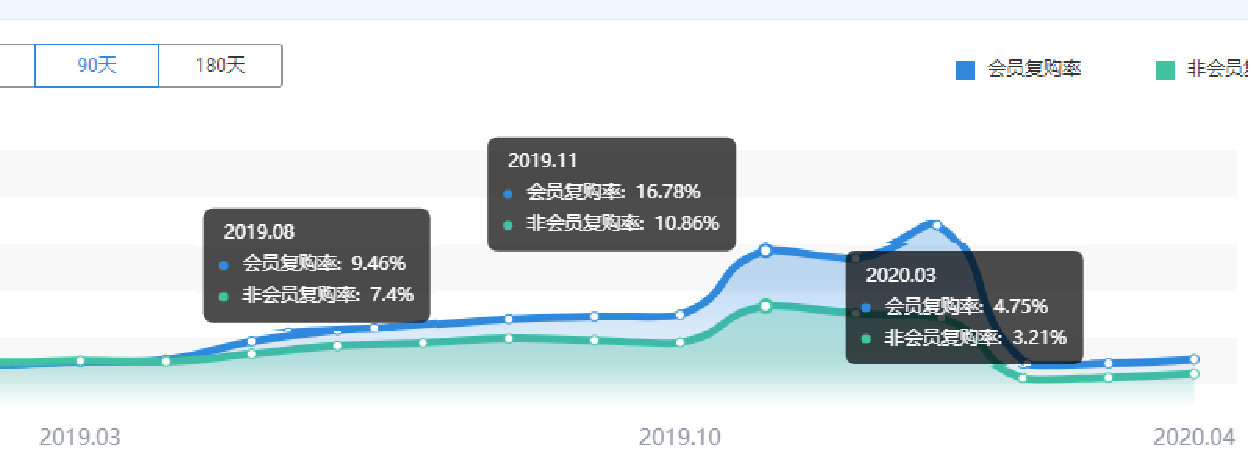 90天
180天
会员复购率
非会员
2019.11
会员复购率: 16.78%
非会员复购率: 10.86%
2019.08
会员复购率: 9.46%
非会员复购率: 7.4%
2020.03
会员复购率: 4.75%
非会员复购率: 3.21%
2019.03
2019.10
2020.04